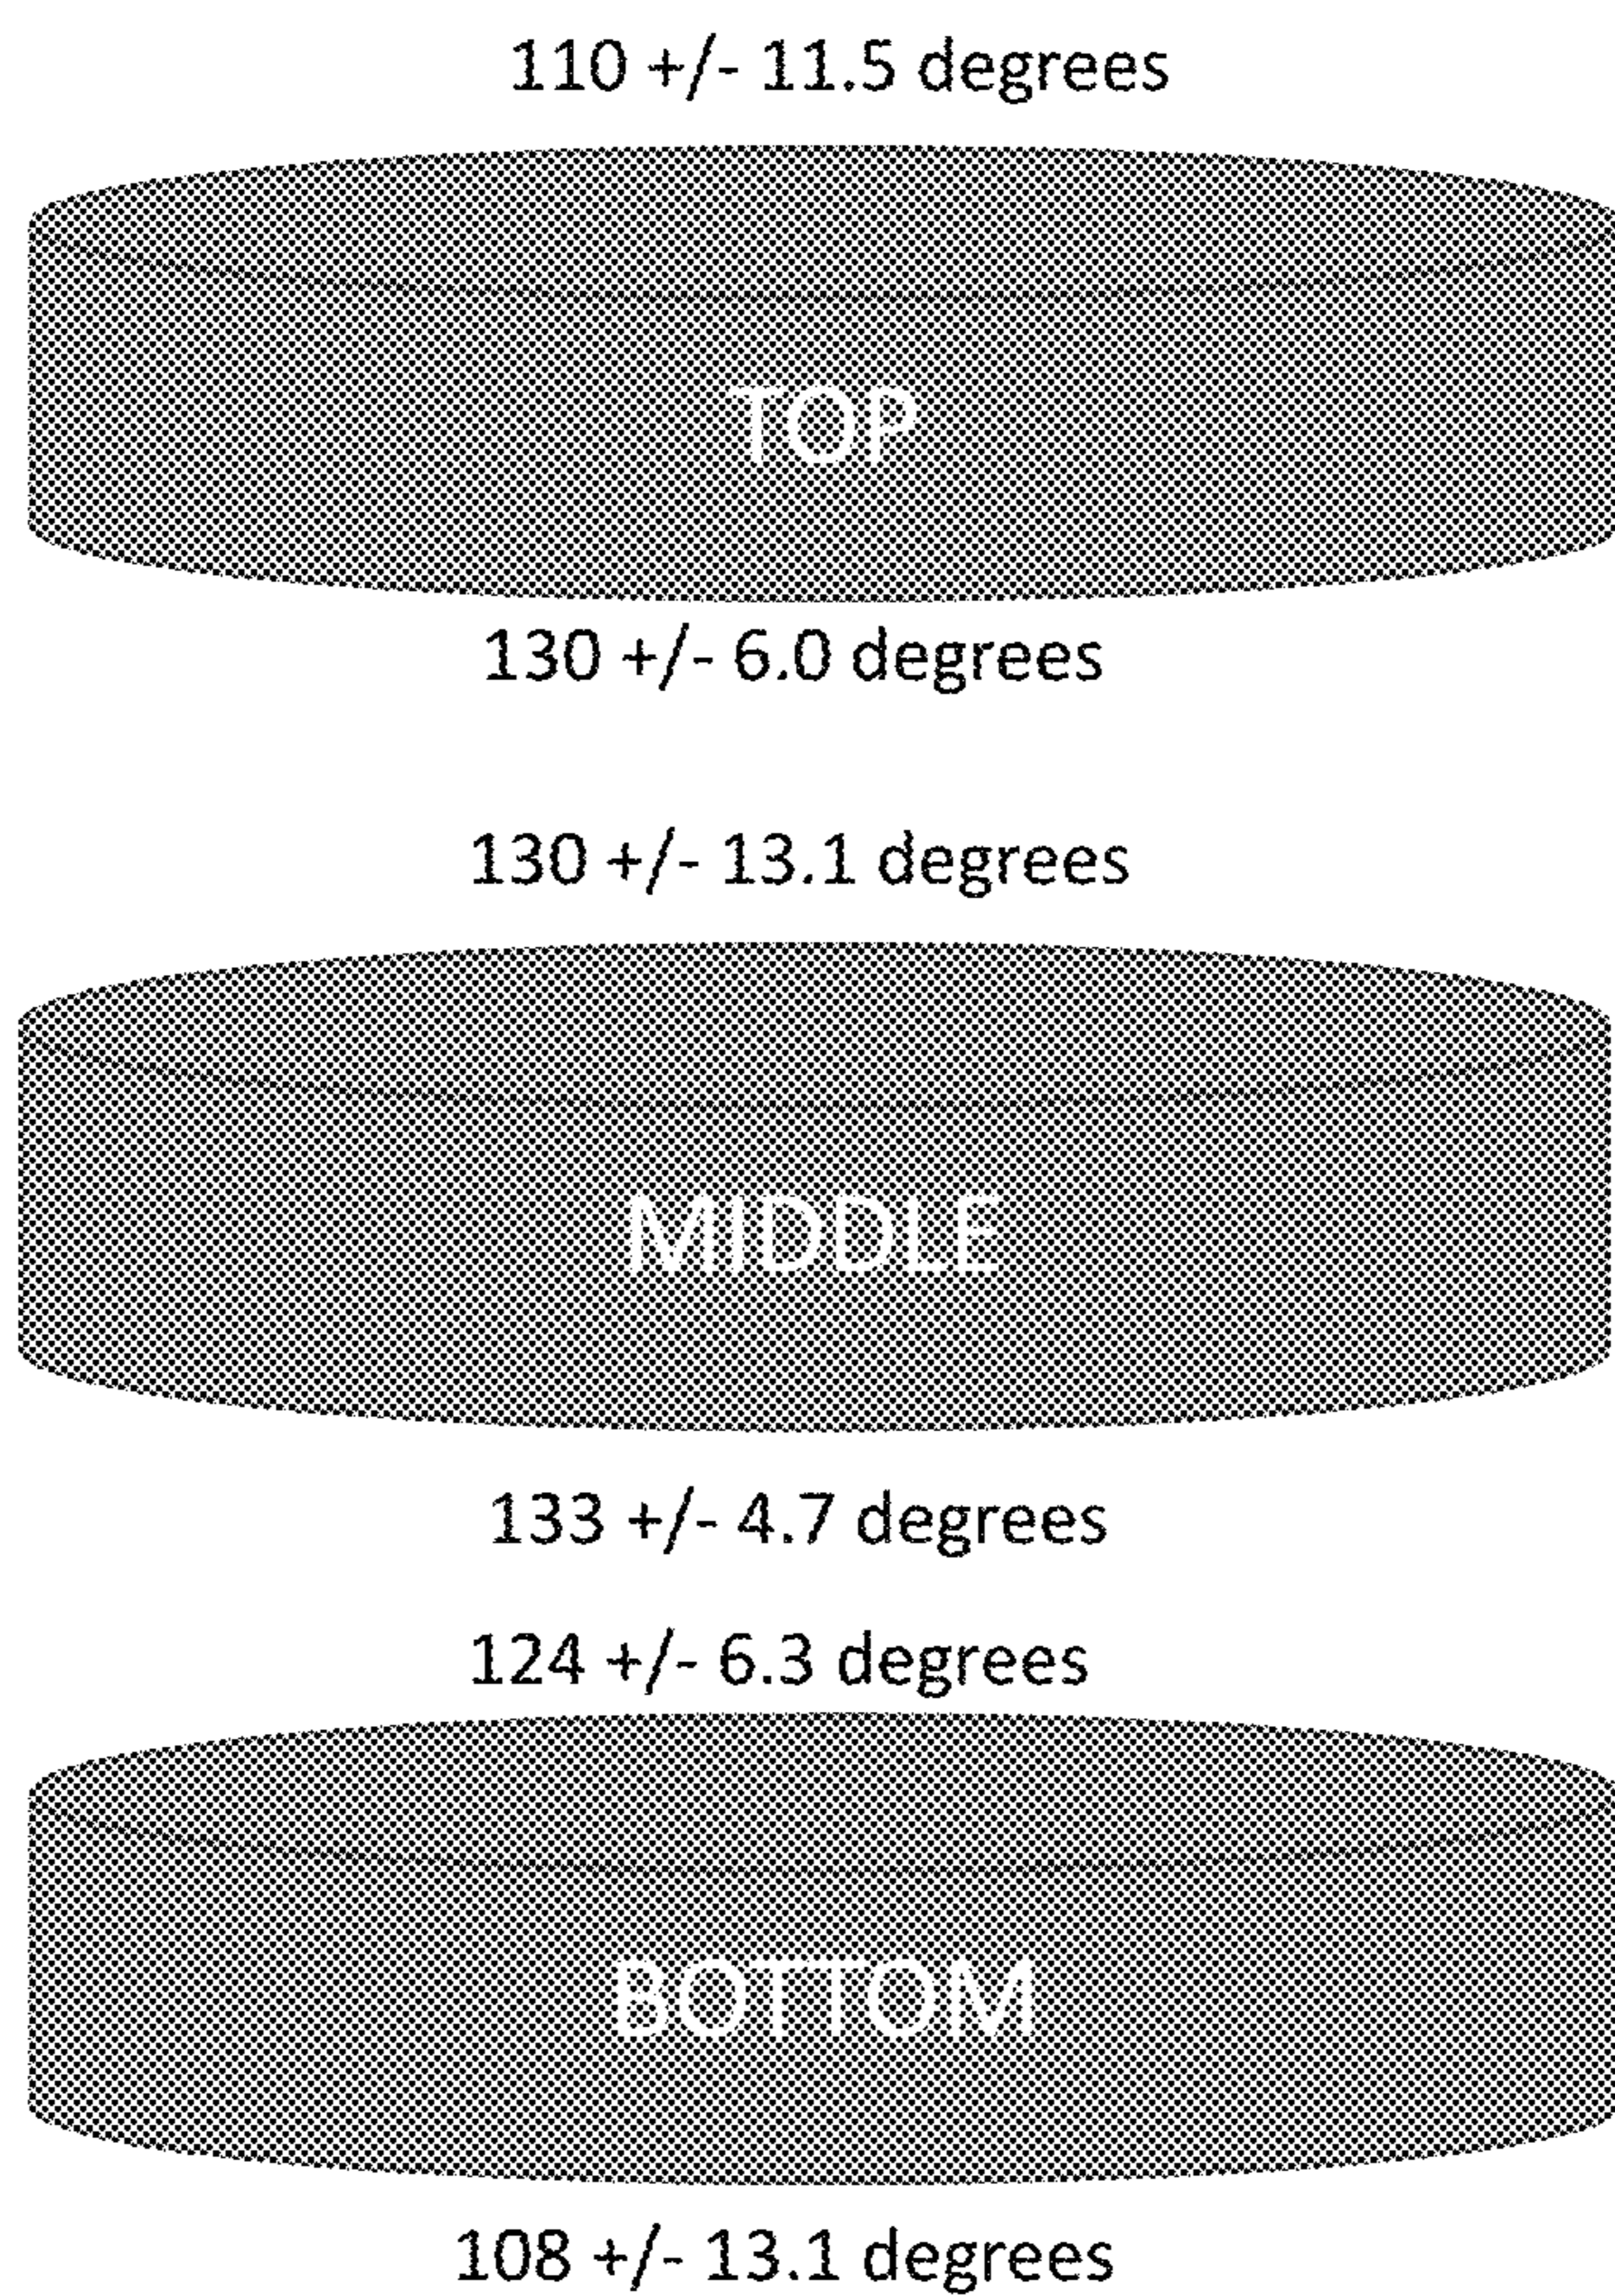 110 +/- 11.5 degrees
TOP
130 +/- 6.0 degrees
130 +/- 13.1 degrees
MIDDLE
133 +/- 4.7 degrees
124 +/- 6.3 degrees
BOTTOM
108 +/- 13.1 degrees